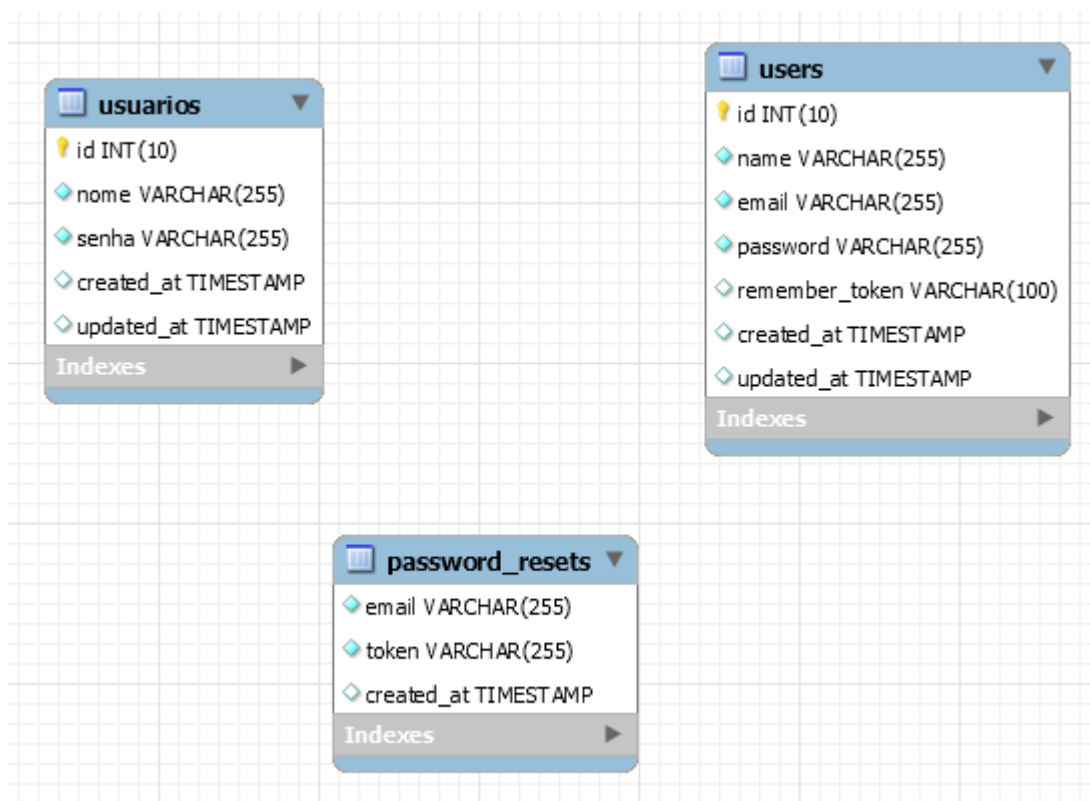 usuarios
id INT(10)
nome VARCHAR(255)
senha VARCHAR(255)
created_at TIMESTAMP
updated_at TIMESTAMP
Indexes
users
id INT(10)
name VARCHAR(255)
email VARCHAR(255)
password VARCHAR(255)
remember_token VARCHAR(100)
created_at TIMESTAMP
updated_at TIMESTAMP
Indexes
password_resets
email VARCHAR(255)
token VARCHAR(255)
created_at TIMESTAMP
Indexes